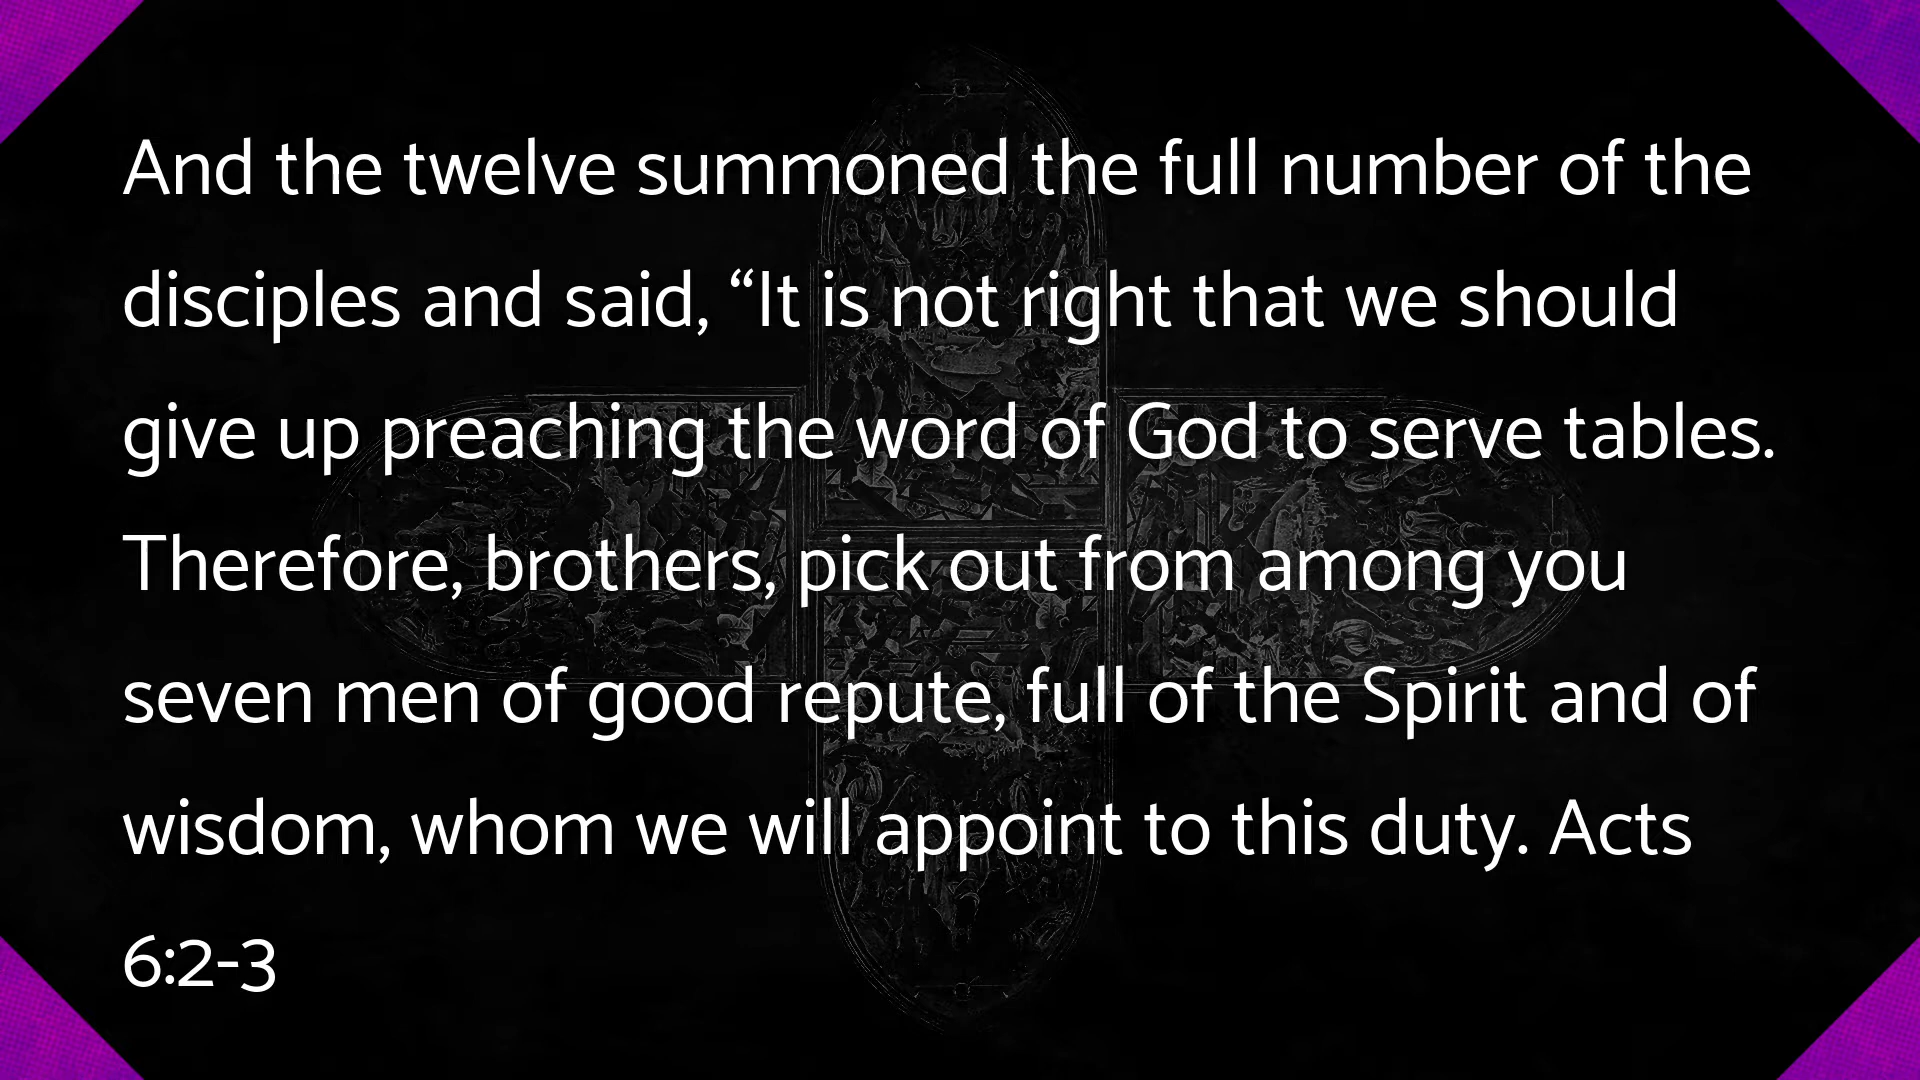 And the twelve summoned the full number of the
disciples and said, “It is not right that we should
give up preaching the word of God to serve tables.
Therefore, brothers, pick out from among you
seven men of good repute, full of the Spirit and of
wisdom, whom we will appoint to this duty. Acts
6:2-3